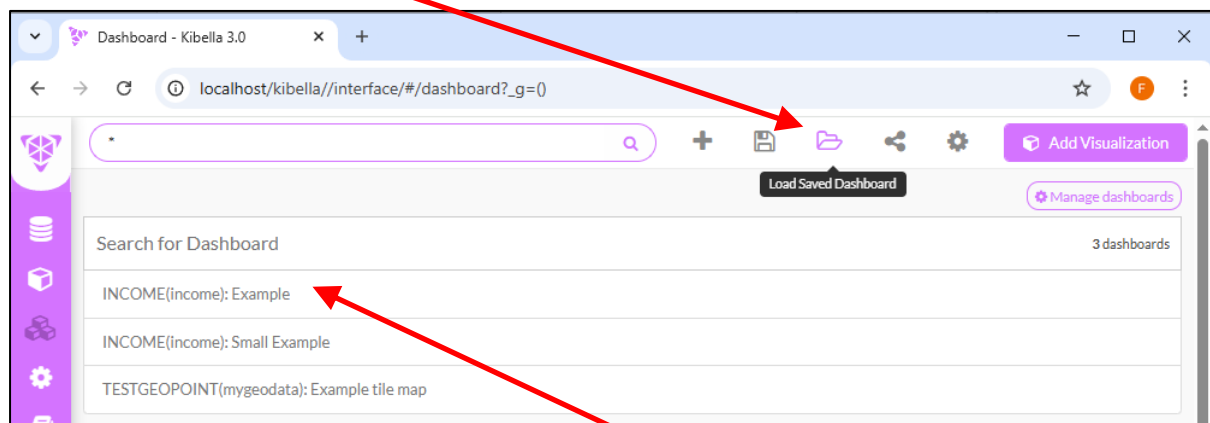 Dashboard - Kibella 3.0
localhost/kibella//interface/#/dashboard?_g=()
F
*
Add Visualization
Load Saved Dashboard
Manage dashboards
Search for Dashboard 3 dashboards
INCOME(income): Example
INCOME(income): Small Example
TESTGEOPOINT(mygeodata): Example tile map